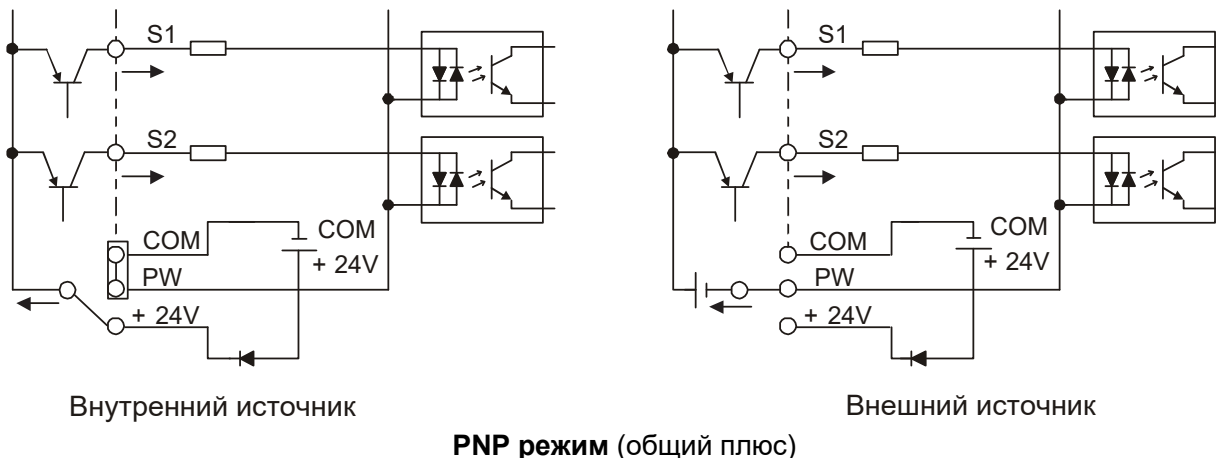 S1
S2
COM
COM
+ 24V
PW
+ 24V
Внутренний источник
S1
S2
COM
COM
+ 24V
PW
+ 24V
Внешний источник
PNP режим (общий плюс)